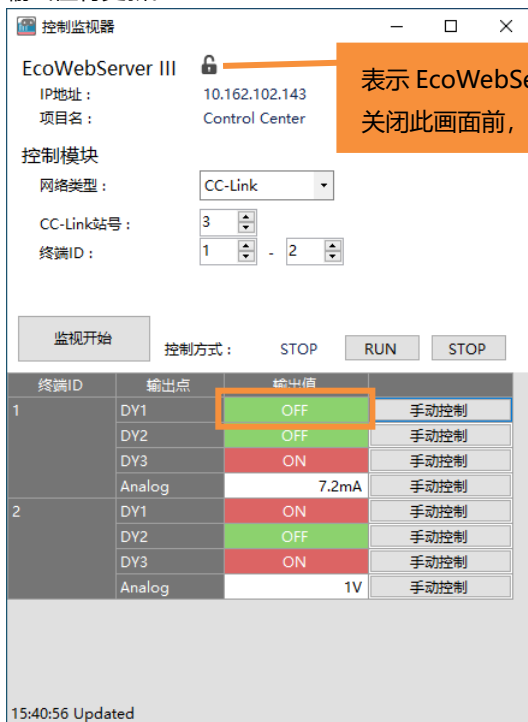 控制监视器
EcoWebServer III
IP地址： 10.162.102.143
项目名： Control Center
表示 EcoWebSe
关闭此画面前，
控制模块
网络类型： CC-Link
CC-Link站号： 3
终端ID： 1 - 2
监视开始 控制方式： STOP RUN STOP
终端ID 输出点 输出值
1 DY1 OFF 手动控制
DY2 OFF 手动控制
DY3 ON 手动控制
Analog 7.2mA 手动控制
2 DY1 ON 手动控制
DY2 OFF 手动控制
DY3 ON 手动控制
Analog 1V 手动控制
15:40:56 Updated